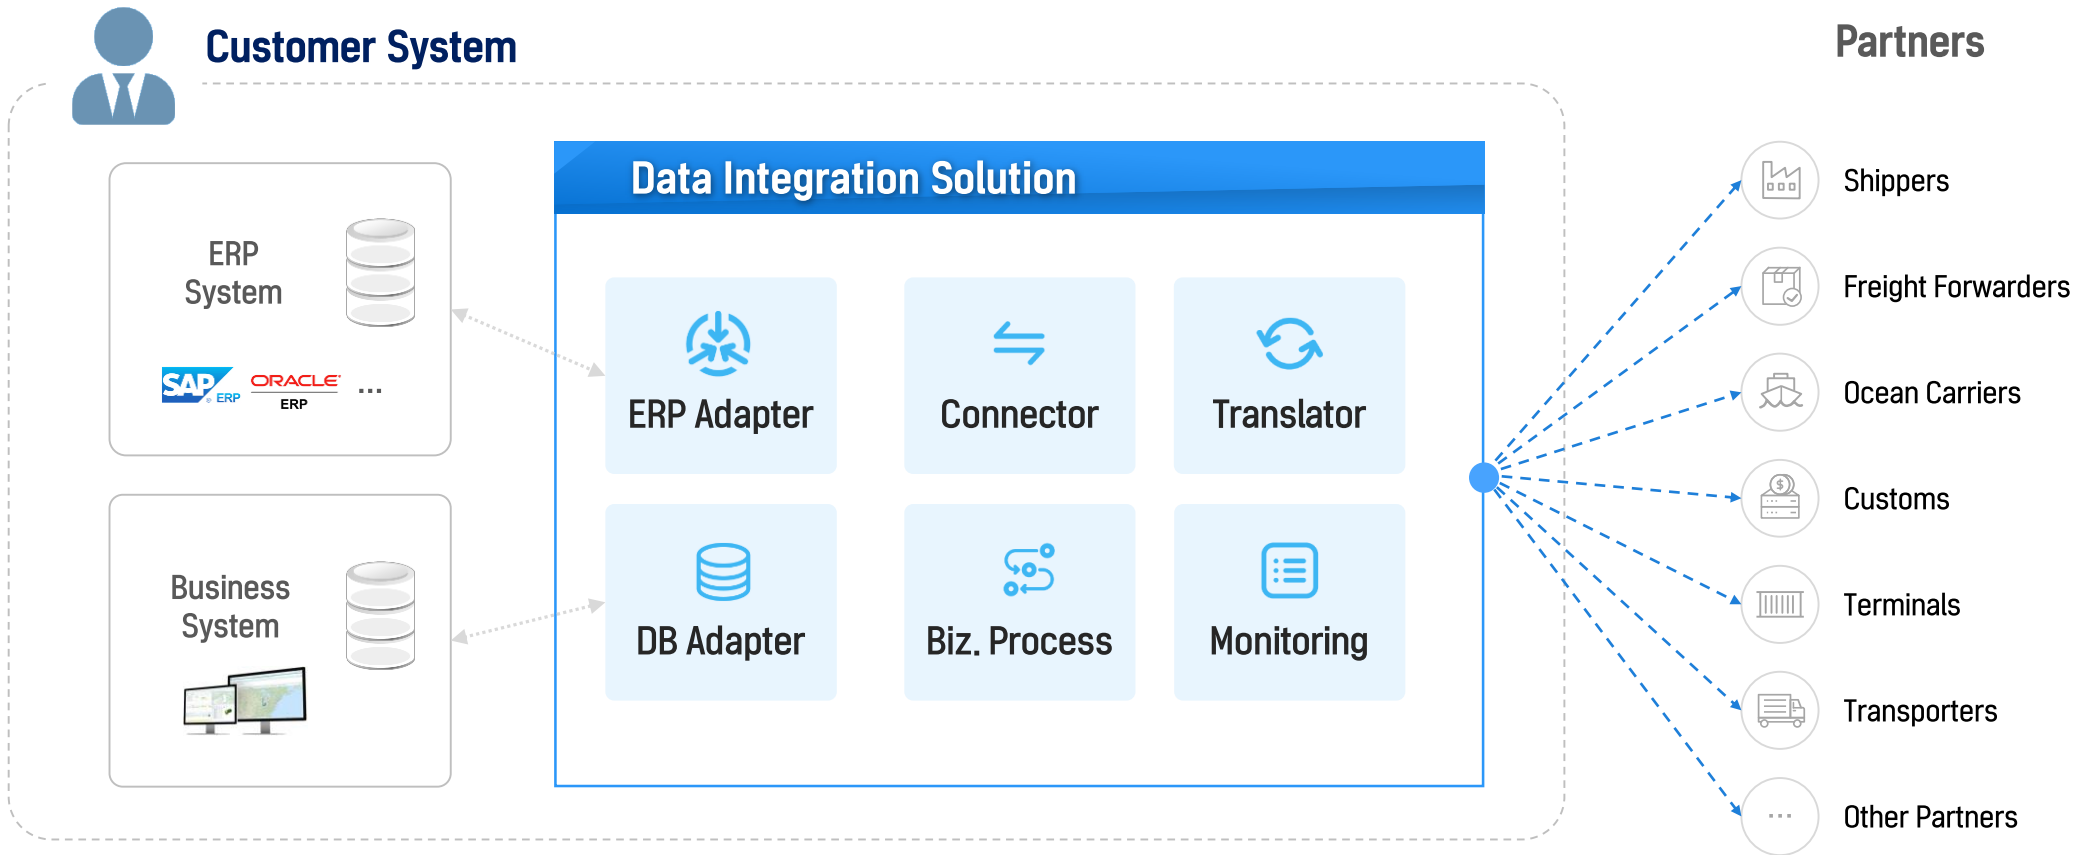 Customer System
Partners
Data Integration Solution
ERP
System
SAP ® ERP
ORACLE®
ERP
...
Business
System
ERP Adapter
Connector
Translator
DB Adapter
Biz. Process
Monitoring
Shippers
Freight Forwarders
Ocean Carriers
$
Customs
Terminals
Transporters
...
Other Partners